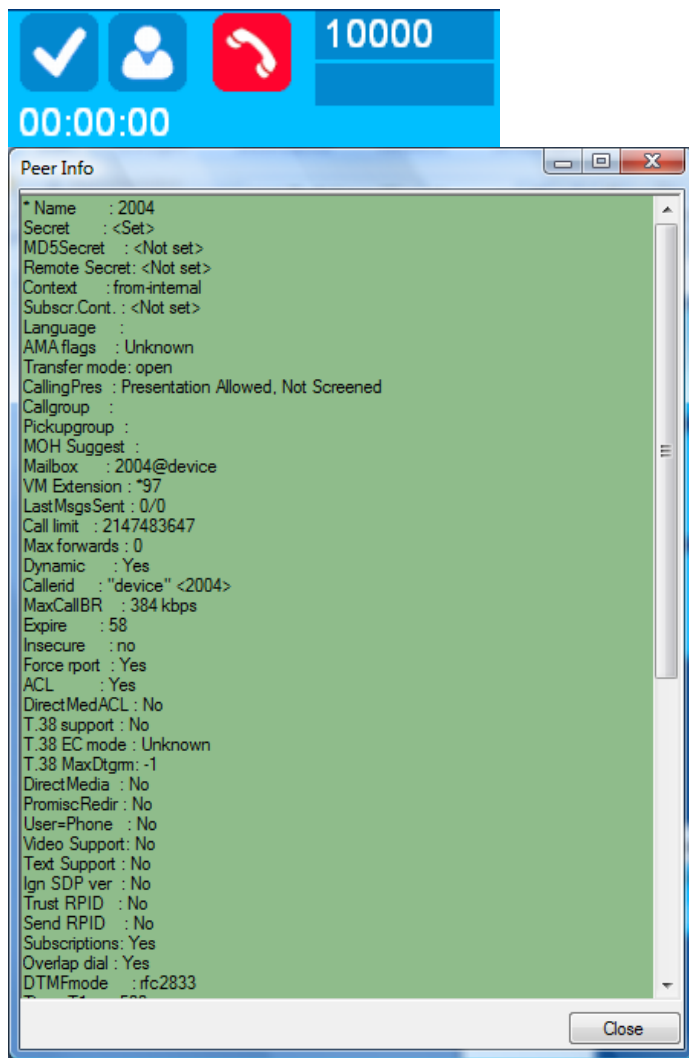 10000
00:00:00
Peer Info
* Name : 2004
Secret : <Set>
MD5Secret : <Not set>
Remote Secret: <Not set>
Context : from-internal
Subscr.Cont. : <Not set>
Language :
AMA flags : Unknown
Transfer mode: open
CallingPres : Presentation Allowed, Not Screened
Callgroup :
Pickupgroup :
MOH Suggest :
Mailbox : 2004@device
VM Extension : *97
LastMsgsSent : 0/0
Call limit : 2147483647
Max forwards : 0
Dynamic : Yes
Callerid : "device" <2004>
MaxCallBR : 384 kbps
Expire : 58
Insecure : no
Force rport : Yes
ACL : Yes
DirectMedACL : No
T.38 support : No
T.38 EC mode : Unknown
T.38 MaxDtgrm: -1
DirectMedia : No
PromiscRedir : No
User=Phone : No
Video Support: No
Text Support : No
Ign SDP ver : No
Trust RPID : No
Send RPID : No
Subscriptions: Yes
Overlap dial : Yes
DTMFmode : rfc2833
Close